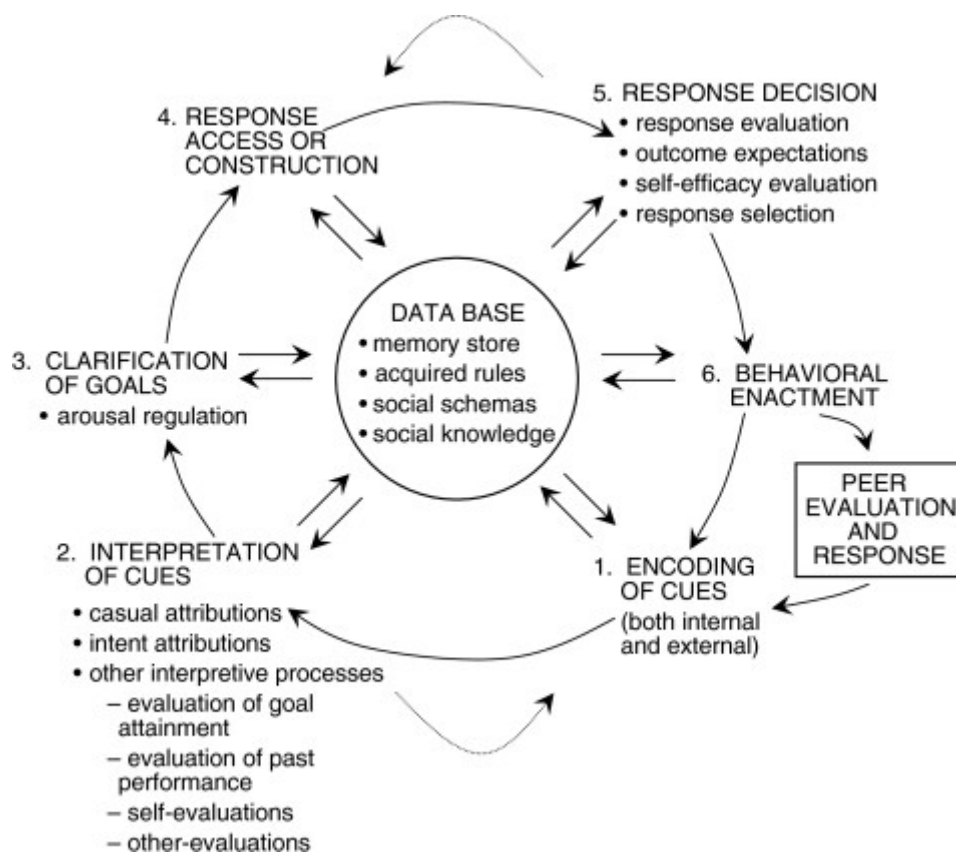 4. RESPONSE
ACCESS OR
CONSTRUCTION
5. RESPONSE DECISION
• response evaluation
• outcome expectations
• self-efficacy evaluation
• response selection
DATA BASE
• memory store
• acquired rules
• social schemas
• social knowledge
3. CLARIFICATION
OF GOALS
• arousal regulation
6. BEHAVIORAL
ENACTMENT
PEER
EVALUATION
AND
RESPONSE
2. INTERPRETATION
OF CUES
• casual attributions
• intent attributions
• other interpretive processes
– evaluation of goal
attainment
– evaluation of past
performance
– self-evaluations
– other-evaluations
1. ENCODING
OF CUES
(both internal
and external)